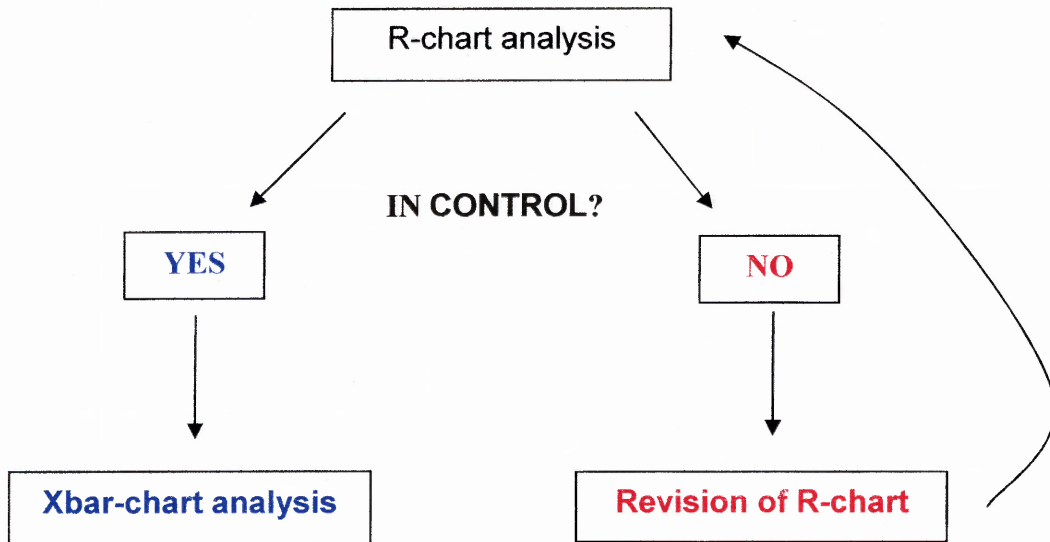 R-chart analysis
IN CONTROL?
YES
NO
Xbar-chart analysis
Revision of R-chart